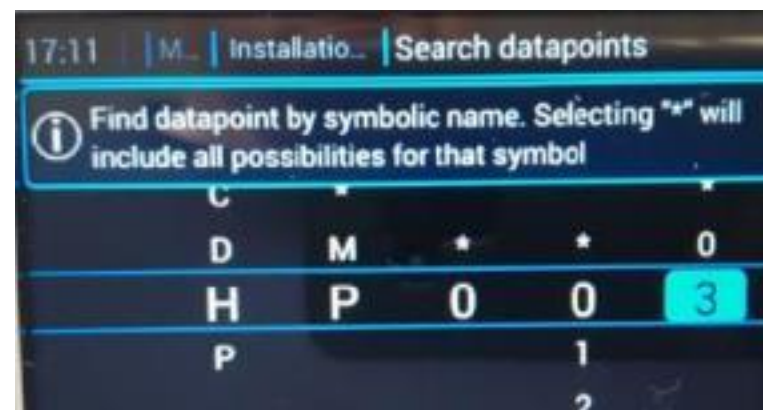 17:11 M... Installatio... Search datapoints
Find datapoint by symbolic name. Selecting "*" will
include all possibilities for that symbol
C * *
D M * * 0
H P 0 0 3
P 1
2